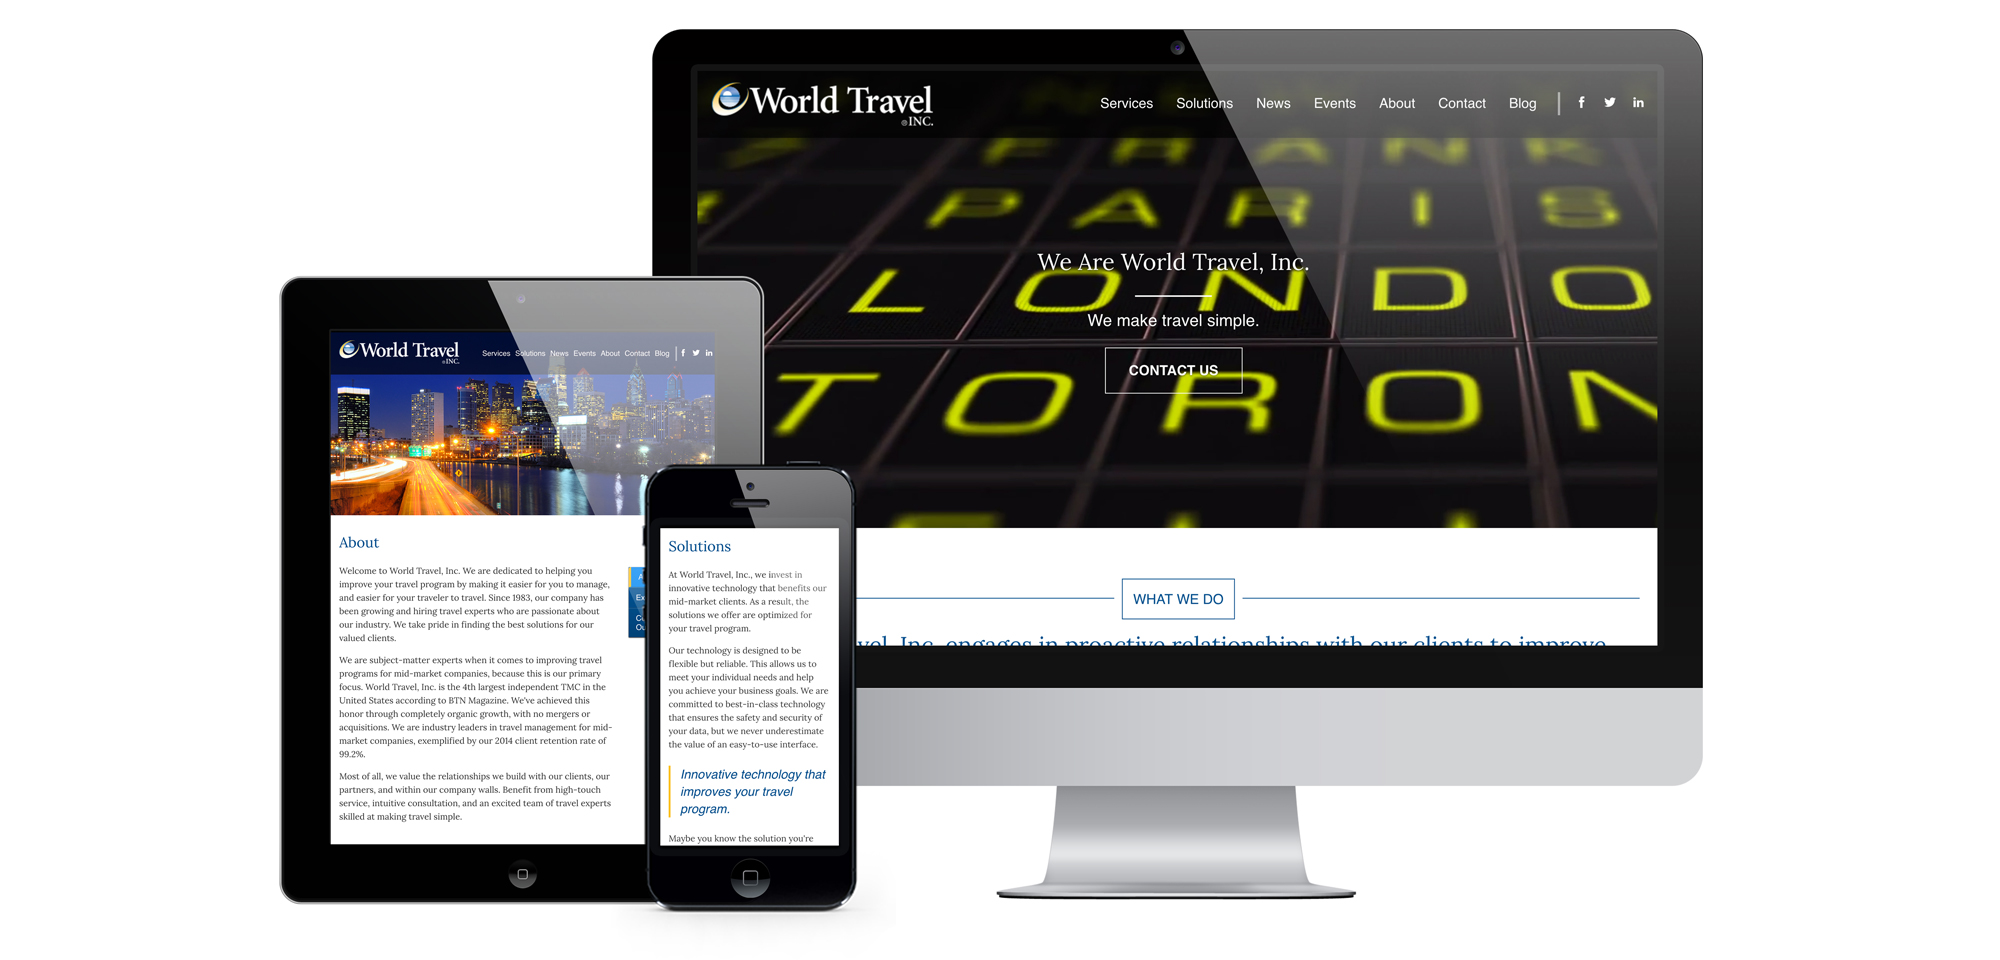 World Travel
® INC.
Services Solutions News Events About Contact Blog
FRANK
PARIS
LONDO
TORON
We Are World Travel, Inc.
We make travel simple.
CONTACT US
WHAT WE DO
vel, Inc. engages in proactive relationships with our clients to improve
World Travel
® INC.
Services Solutions News Events About Contact Blog
About
Welcome to World Travel, Inc. We are dedicated to helping you
improve your travel program by making it easier for you to manage,
and easier for your traveler to travel. Since 1983, our company has
been growing and hiring travel experts who are passionate about
our industry. We take pride in finding the best solutions for our
valued clients.
We are subject-matter experts when it comes to improving travel
programs for mid-market companies, because this is our primary
focus. World Travel, Inc. is the 4th largest independent TMC in the
United States according to BTN Magazine. We've achieved this
honor through completely organic growth, with no mergers or
acquisitions. We are industry leaders in travel management for mid-
market companies, exemplified by our 2014 client retention rate of
99.2%.
Most of all, we value the relationships we build with our clients, our
partners, and within our company walls. Benefit from high-touch
service, intuitive consultation, and an excited team of travel experts
skilled at making travel simple.
Solutions
At World Travel, Inc., we invest in
innovative technology that benefits our
mid-market clients. As a result, the
solutions we offer are optimized for
your travel program.
Our technology is designed to be
flexible but reliable. This allows us to
meet your individual needs and help
you achieve your business goals. We are
committed to best-in-class technology
that ensures the safety and security of
your data, but we never underestimate
the value of an easy-to-use interface.
Innovative technology that
improves your travel
program.
Maybe you know the solution you're